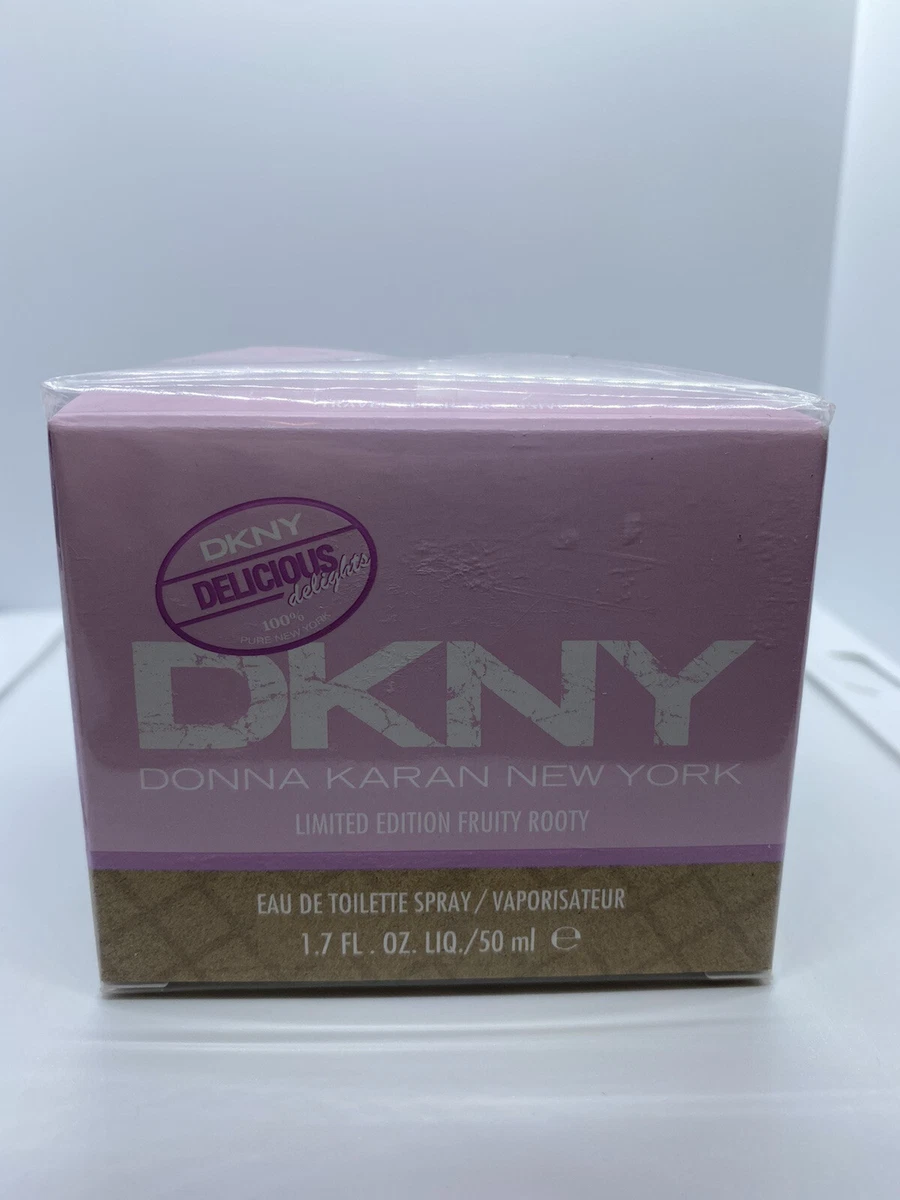 DKNY
DELICIOUS
delights
100%
PURE NEW YORK
DKNY
DONNA KARAN NEW YORK
LIMITED EDITION FRUITY ROOTY
EAU DE TOILETTE SPRAY / VAPORISATEUR
1.7 FL . OZ. LIQ./50 ml ℮